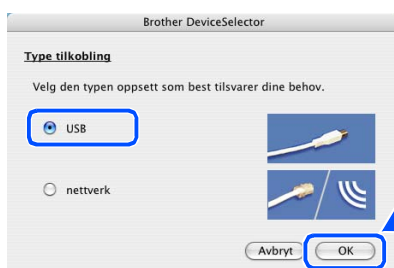 Brother DeviceSelector
Type tilkobling
Velg den typen oppsett som best tilsvarer dine behov.
USB
nettverk
Avbryt OK